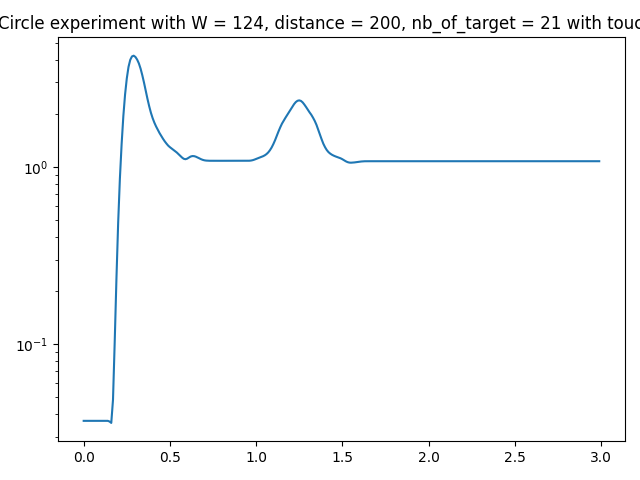 Circle experiment with W = 124, distance = 200, nb_of_target = 21 with touc
10⁰
10⁻¹
0.0 0.5 1.0 1.5 2.0 2.5 3.0